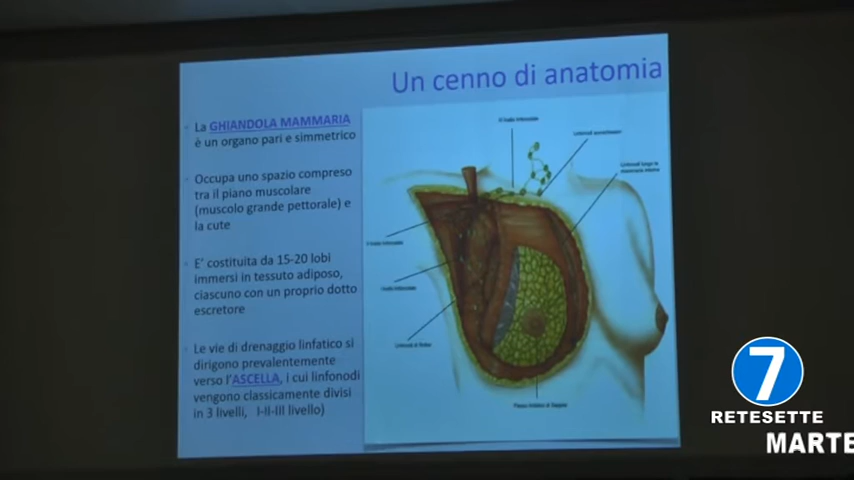 Un cenno di anatomia
La GHIANDOLA MAMMARIA
è un organo pari e simmetrico
Occupa uno spazio compreso
tra il piano muscolare
(muscolo grande pettorale) e
la cute
E' costituita da 15-20 lobi
immersi in tessuto adiposo,
ciascuno con un proprio dotto
escretore
Le vie di drenaggio linfatico si
dirigono prevalentemente
verso l'ASCELLA, i cui linfonodi
vengono classicamente divisi
in 3 livelli, I-II-III livello)
7
RETESETTE
MARTE